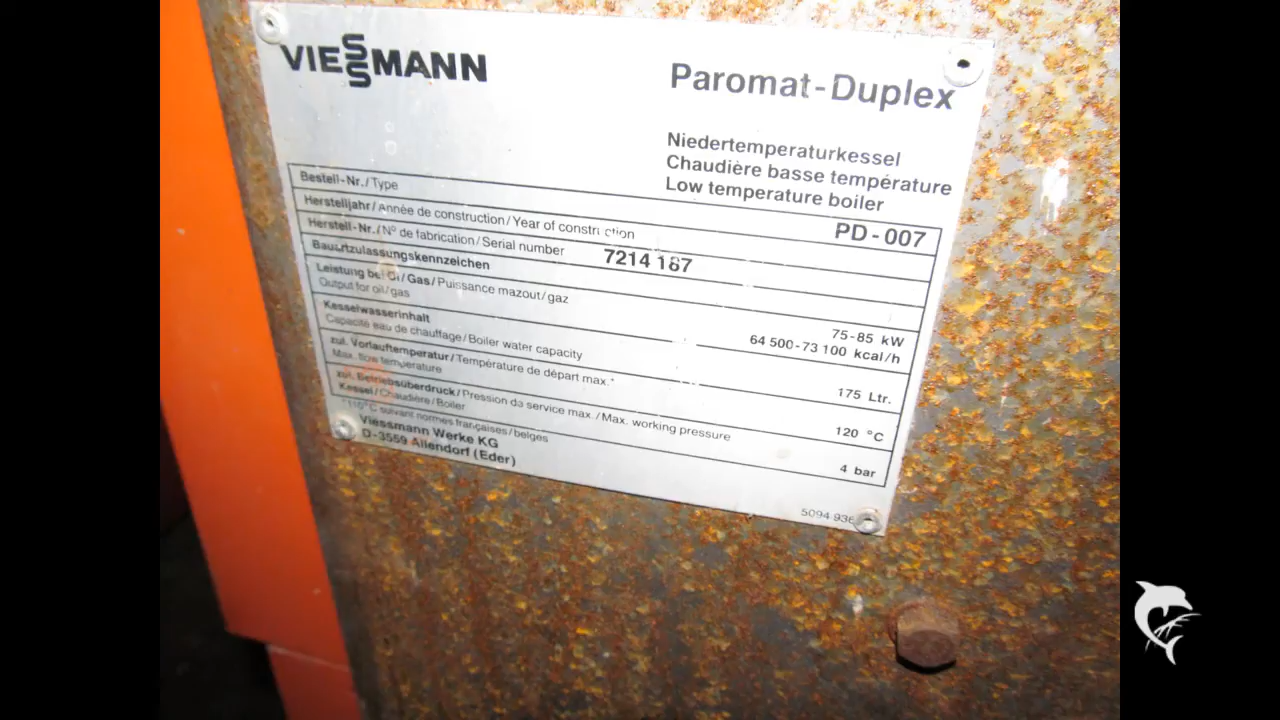 VIESSMANN
Paromat-Duplex
Niedertemperaturkessel
Chaudière basse température
Low temperature boiler
Bestell-Nr./Type PD-007
Herstelljahr/Année de construction/Year of construction
Herstell-Nr./Nº de fabrication/Serial number 7214 187
Bauartzulassungskennzeichen
Leistung bei Öl/Gas/Puissance mazout/gaz 75-85 kW
Output for oil/gas 64 500-73 100 kcal/h
Kesselwasserinhalt
Capacité eau de chauffage/Boiler water capacity 175 Ltr.
zul. Vorlauftemperatur/Température de départ max.*
Max. flow temperature 120 °C
zul. Betriebsüberdruck/Pression de service max./Max. working pressure
Kessel/Chaudière/Boiler 4 bar
*110°C suivant normes françaises/belges
Viessmann Werke KG
D-3559 Allendorf (Eder)
5094 936